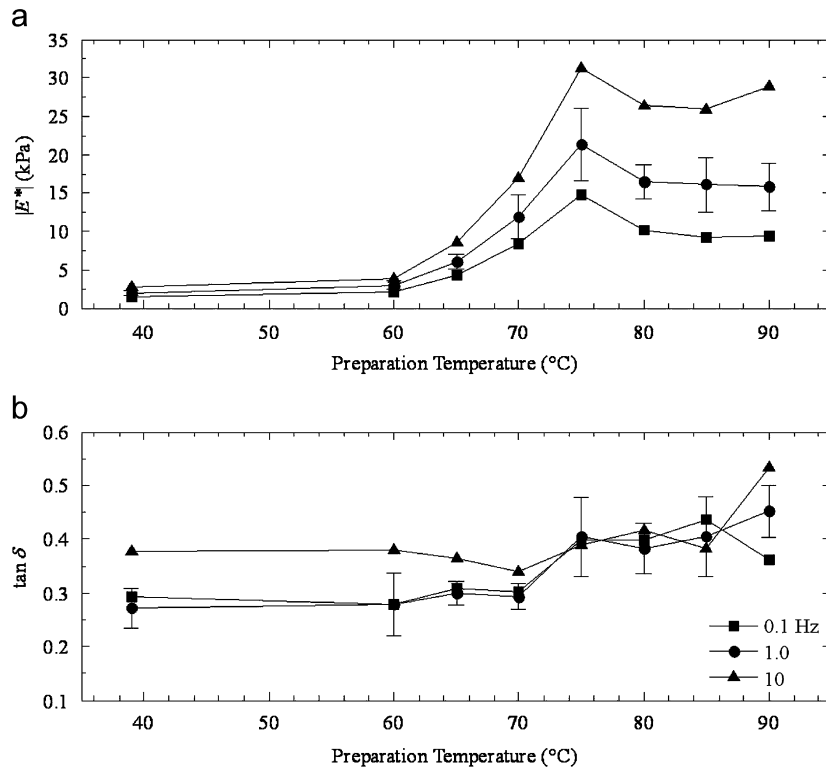 a
35
30
25
20
15
10
5
0
|E*| (kPa)
40 50 60 70 80 90
Preparation Temperature (°C)
b
0.6
0.5
0.4
0.3
0.2
0.1
tan δ
0.1 Hz
1.0
10
40 50 60 70 80 90
Preparation Temperature (°C)